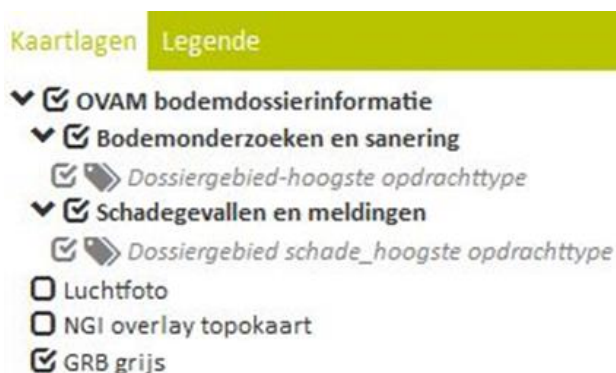 Kaartlagen Legende
OVAM bodemdossierinformatie
Bodemonderzoeken en sanering
Dossiergebied-hoogste opdrachttype
Schadegevallen en meldingen
Dossiergebied schade_hoogste opdrachttype
Luchtfoto
NGI overlay topokaart
GRB grijs